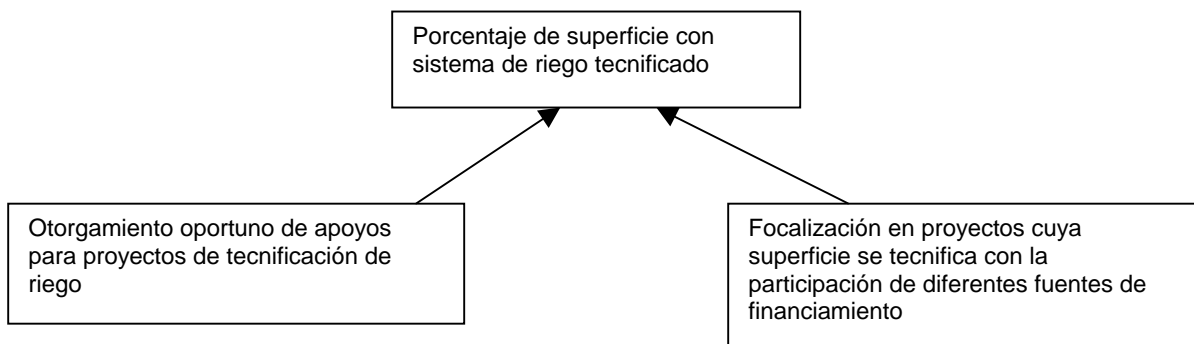 Porcentaje de superficie con
sistema de riego tecnificado
Otorgamiento oportuno de apoyos
para proyectos de tecnificación de
riego
Focalización en proyectos cuya
superficie se tecnifica con la
participación de diferentes fuentes de
financiamiento